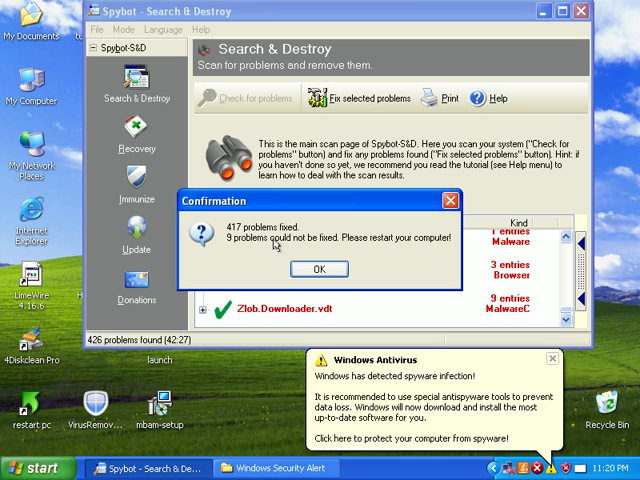 My Documents
tu
My Computer
My Network
Places
Internet
Explorer
LimeWire
4.16.6
4Diskclean Pro
launch
restart pc
VirusRemov...
mbam-setup
Recycle Bin
Spybot - Search & Destroy
File Mode Language Help
Spybot-S&D
Search & Destroy
Recovery
Immunize
Update
Donations
Search & Destroy
Scan for problems and remove them.
Check for problems Fix selected problems Print Help
This is the main scan page of Spybot-S&D. Here you scan your system ("Check for
problems" button) and fix any problems found ("Fix selected problems" button). Hint: if
you haven't done so yet, we recommend you read the tutorial (see Help menu) to
learn how to deal with the scan results.
Kind
1 entries
Malware
3 entries
Browser
9 entries
Zlob.Downloader.vdt MalwareC
426 problems found (42:27)
Confirmation
417 problems fixed.
9 problems could not be fixed. Please restart your computer!
OK
Windows Antivirus
Windows has detected spyware infection!
It is recommended to use special antispyware tools to prevent
data loss. Windows will now download and install the most
up-to-date software for you.
Click here to protect your computer from spyware!
start
Spybot - Search & De...
Windows Security Alert
11:20 PM